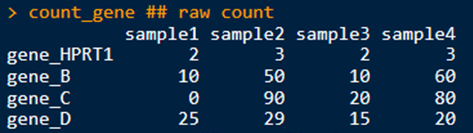 > count_gene ## raw count
sample1 sample2 sample3 sample4
gene_HPRT1 2 3 2 3
gene_B 10 50 10 60
gene_C 0 90 20 80
gene_D 25 29 15 20